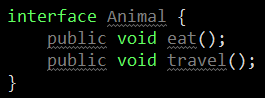 interface Animal {
    public void eat();
    public void travel();
}